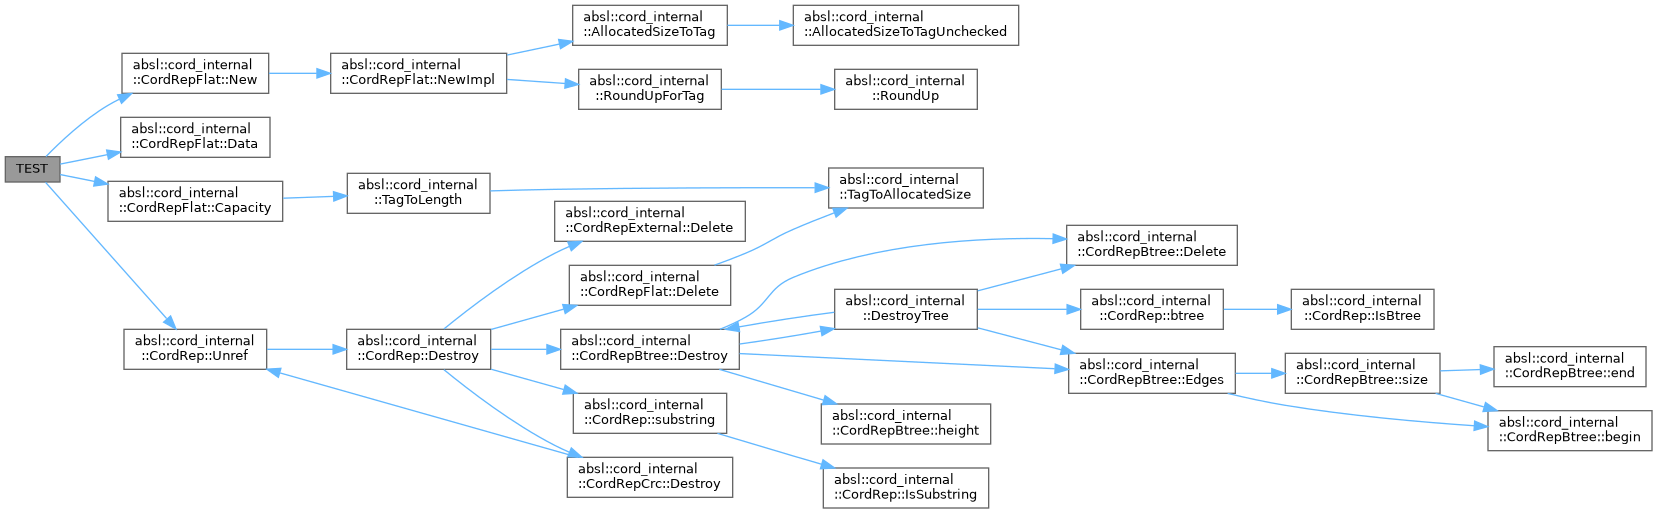 absl::cord_internal
::AllocatedSizeToTag
absl::cord_internal
::AllocatedSizeToTagUnchecked
absl::cord_internal
::CordRepFlat::New
absl::cord_internal
::CordRepFlat::NewImpl
absl::cord_internal
::RoundUpForTag
absl::cord_internal
::RoundUp
absl::cord_internal
::CordRepFlat::Data
TEST
absl::cord_internal
::CordRepFlat::Capacity
absl::cord_internal
::TagToLength
absl::cord_internal
::TagToAllocatedSize
absl::cord_internal
::CordRepExternal::Delete
absl::cord_internal
::CordRepBtree::Delete
absl::cord_internal
::CordRepFlat::Delete
absl::cord_internal
::DestroyTree
absl::cord_internal
::CordRep::btree
absl::cord_internal
::CordRep::IsBtree
absl::cord_internal
::CordRep::Unref
absl::cord_internal
::CordRep::Destroy
absl::cord_internal
::CordRepBtree::Destroy
absl::cord_internal
::CordRepBtree::Edges
absl::cord_internal
::CordRepBtree::size
absl::cord_internal
::CordRepBtree::end
absl::cord_internal
::CordRep::substring
absl::cord_internal
::CordRepBtree::height
absl::cord_internal
::CordRepBtree::begin
absl::cord_internal
::CordRepCrc::Destroy
absl::cord_internal
::CordRep::IsSubstring